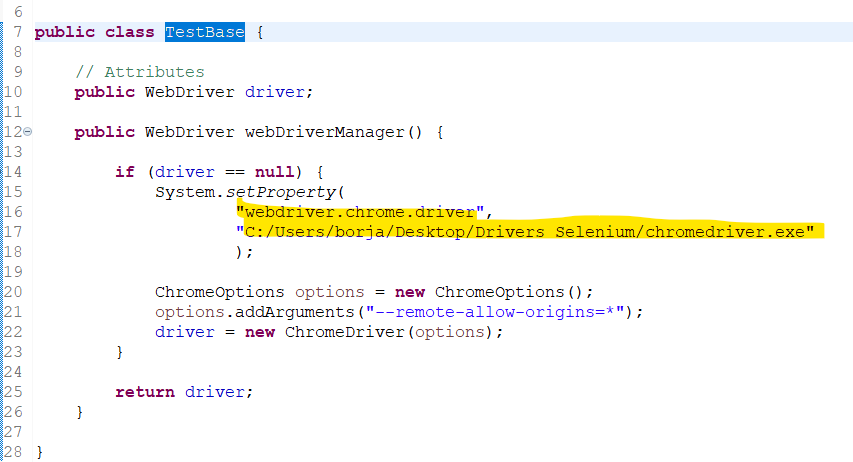 6
7 public class TestBase {
8
9     // Attributes
10     public WebDriver driver;
11
12     public WebDriver webDriverManager() {
13
14         if (driver == null) {
15             System.setProperty(
16                     "webdriver.chrome.driver",
17                     "C:/Users/borja/Desktop/Drivers Selenium/chromedriver.exe"
18                     );
19
20             ChromeOptions options = new ChromeOptions();
21             options.addArguments("--remote-allow-origins=*");
22             driver = new ChromeDriver(options);
23         }
24
25         return driver;
26     }
27
28 }